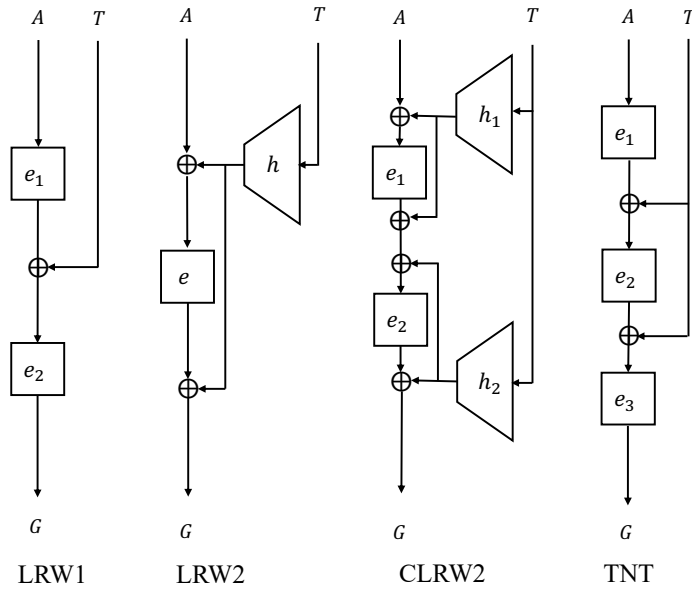 A T A T A T A T
h₁
e₁
h
e₁
e₁
e₂
e
e₂
e₂
h₂
e₃
G G G G
LRW1 LRW2 CLRW2 TNT